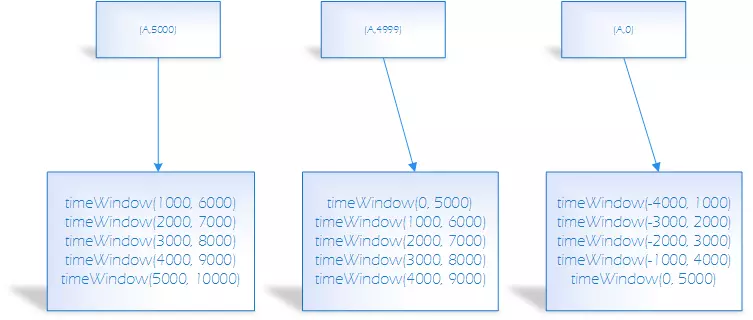 (A,5000)
(A,4999)
(A,0)
timeWindow(1000, 6000)
timeWindow(2000, 7000)
timeWindow(3000, 8000)
timeWindow(4000, 9000)
timeWindow(5000, 10000)
timeWindow(0, 5000)
timeWindow(1000, 6000)
timeWindow(2000, 7000)
timeWindow(3000, 8000)
timeWindow(4000, 9000)
timeWindow(-4000, 1000)
timeWindow(-3000, 2000)
timeWindow(-2000, 3000)
timeWindow(-1000, 4000)
timeWindow(0, 5000)